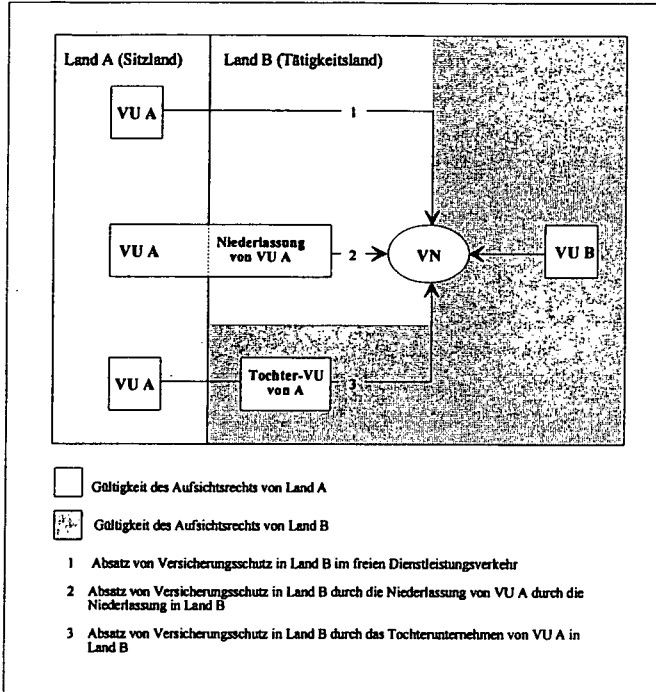 Land A (Sitzland) Land B (Tätigkeitsland)
VU A
1
VU A
Niederlassung
von VU A
2
VN
VU B
VU A
Tochter-VU
von A
3
Gültigkeit des Aufsichtsrechts von Land A
Gültigkeit des Aufsichtsrechts von Land B
1 Absatz von Versicherungsschutz in Land B im freien Dienstleistungsverkehr
2 Absatz von Versicherungsschutz in Land B durch die Niederlassung von VU A durch die
Niederlassung in Land B
3 Absatz von Versicherungsschutz in Land B durch das Tochterunternehmen von VU A in
Land B